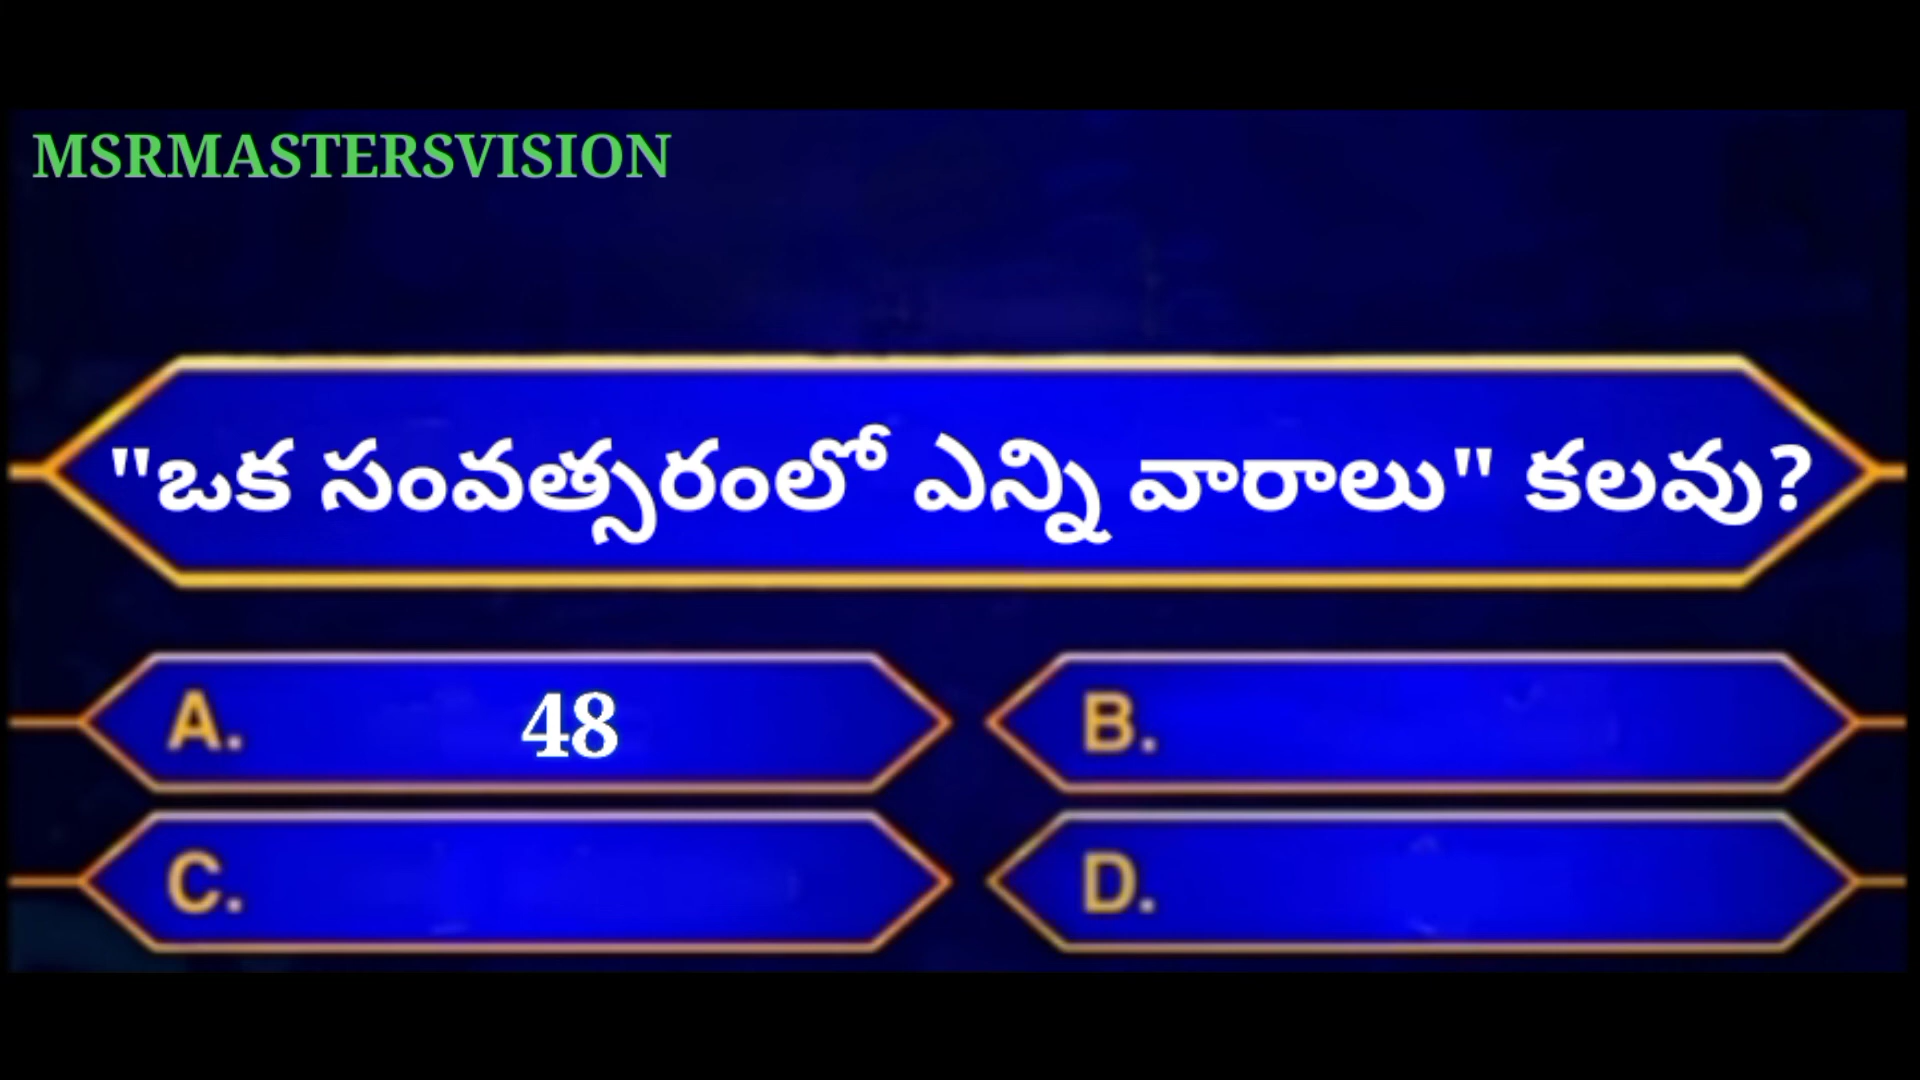 MSRMASTERSVISION
"ఒక సంవత్సరంలో ఎన్ని వారాలు" కలవు?
A. 48
B.
C.
D.